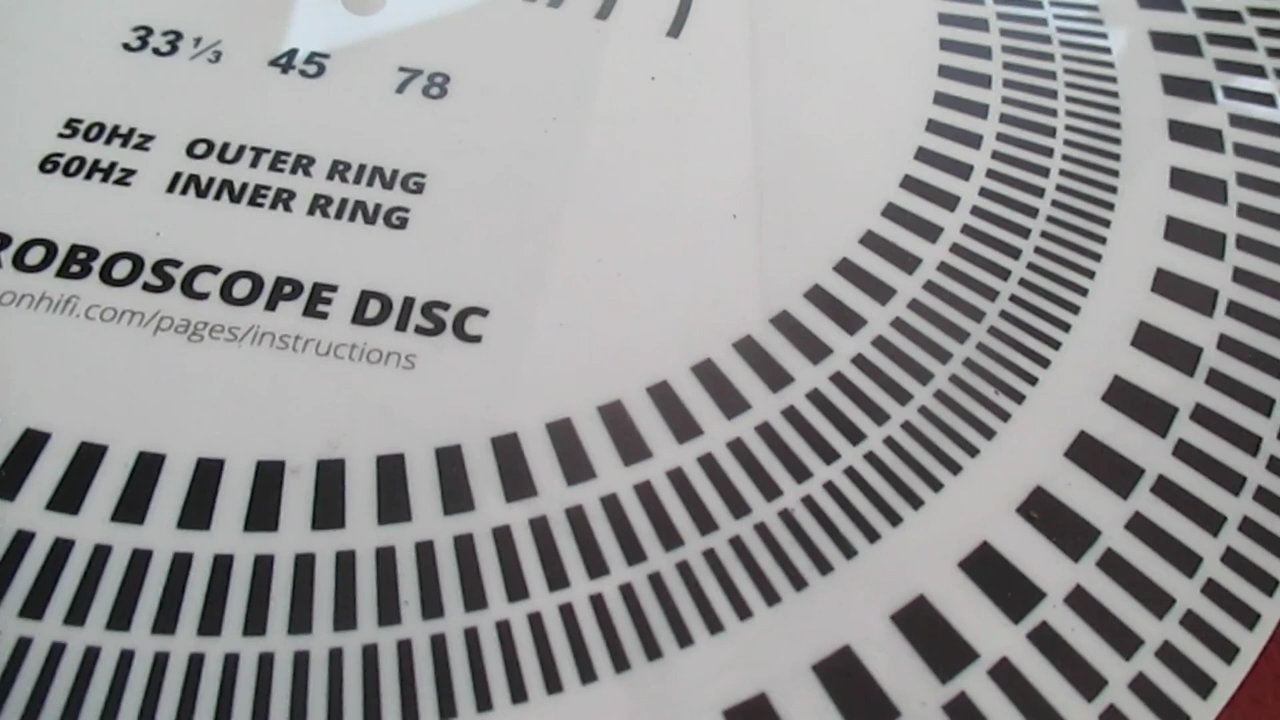 33⅓ 45 78
50Hz OUTER RING
60Hz INNER RING
ROBOSCOPE DISC
onhifi.com/pages/instructions